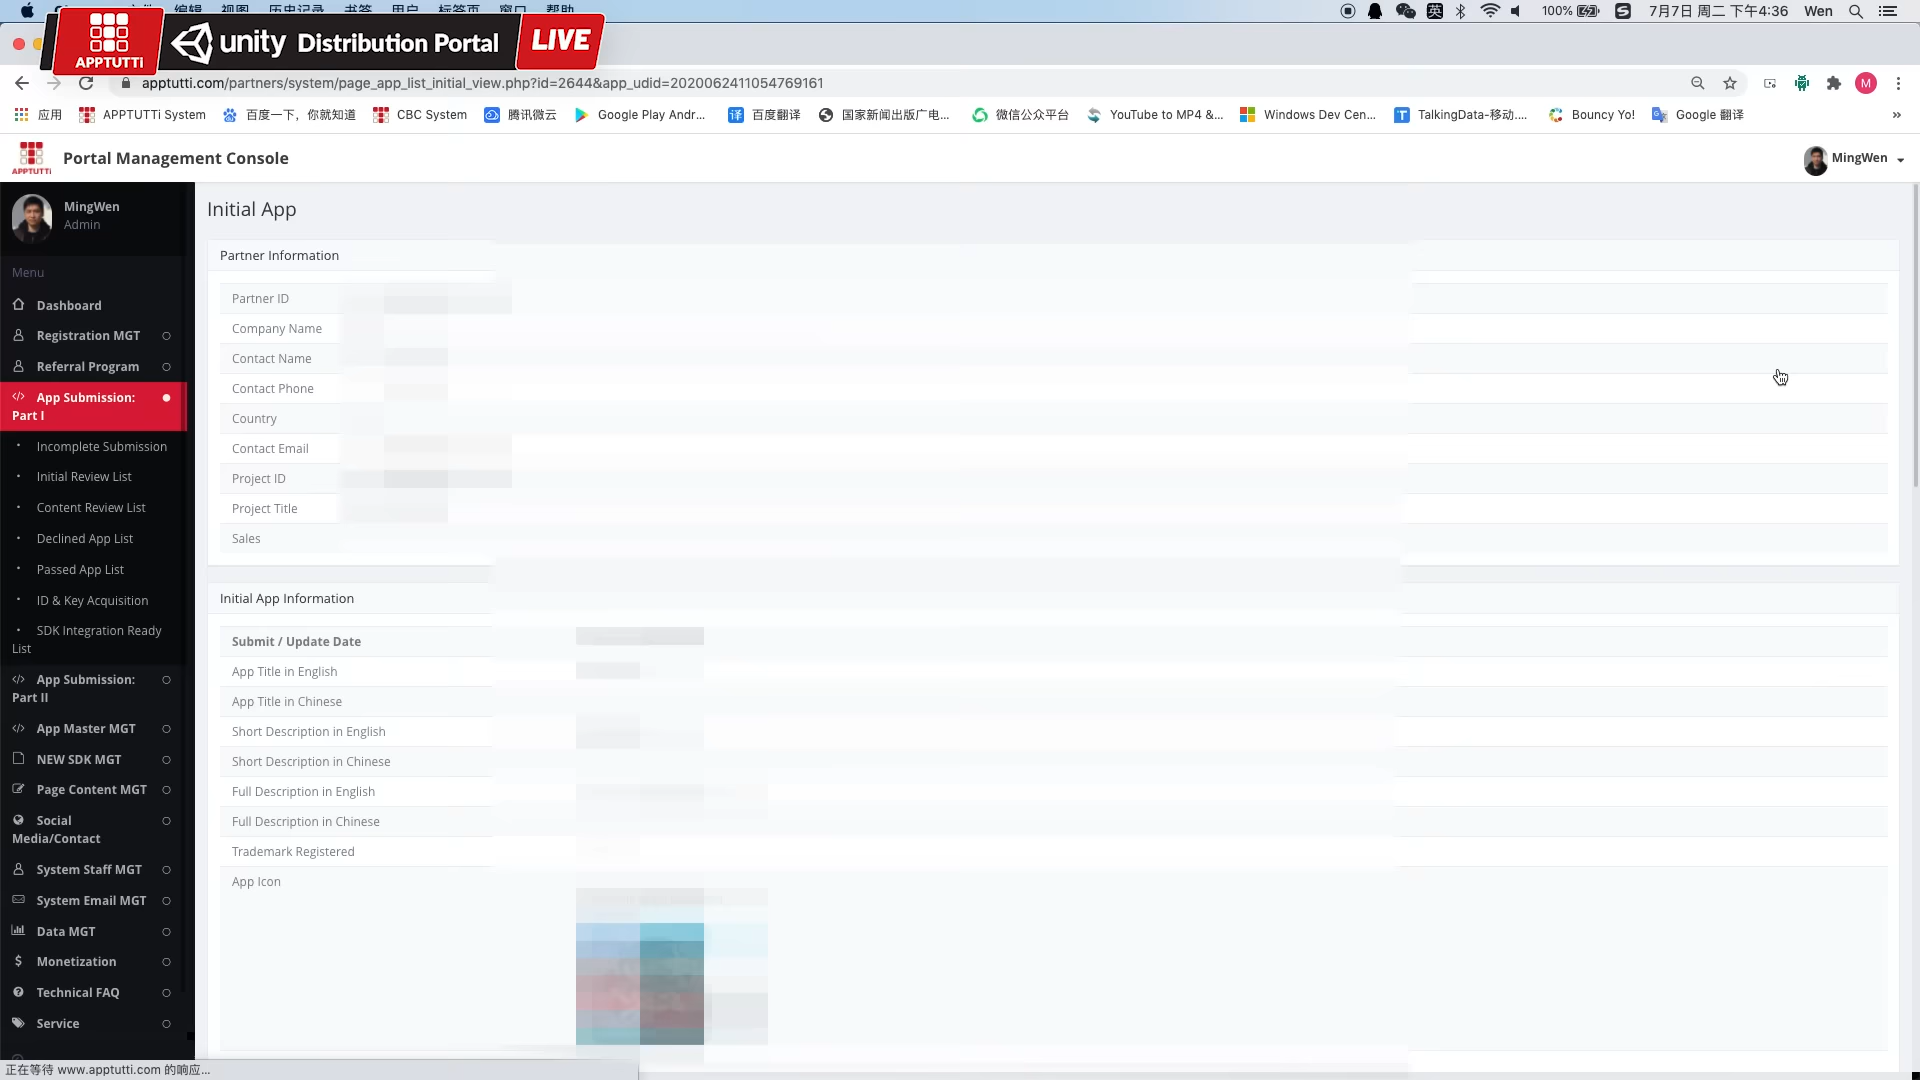 编辑 视图 历史记录 书签 用户 标签页 窗口 帮助
英 100% 7月7日 周二 下午4:36 Wen
APPTUTTI unity Distribution Portal LIVE
apptutti.com/partners/system/page_app_list_initial_view.php?id=2644&app_udid=2020062411054769161
M
应用 APPTUTTi System 百度一下，你就知道 CBC System 腾讯微云 Google Play Andr... 译 百度翻译 国家新闻出版广电... 微信公众平台 YouTube to MP4 &... Windows Dev Cen... T TalkingData-移动.... Bouncy Yo! Google 翻译 »
APPTUTTI Portal Management Console MingWen
MingWen
Admin
Menu
Dashboard
Registration MGT
Referral Program
App Submission:
Part I
Incomplete Submission
Initial Review List
Content Review List
Declined App List
Passed App List
ID & Key Acquisition
SDK Integration Ready
List
App Submission:
Part II
App Master MGT
NEW SDK MGT
Page Content MGT
Social
Media/Contact
System Staff MGT
System Email MGT
Data MGT
Monetization
Technical FAQ
Service
Initial App
Partner Information
Partner ID
Company Name
Contact Name
Contact Phone
Country
Contact Email
Project ID
Project Title
Sales
Initial App Information
Submit / Update Date
App Title in English
App Title in Chinese
Short Description in English
Short Description in Chinese
Full Description in English
Full Description in Chinese
Trademark Registered
App Icon
正在等待 www.apptutti.com 的响应...